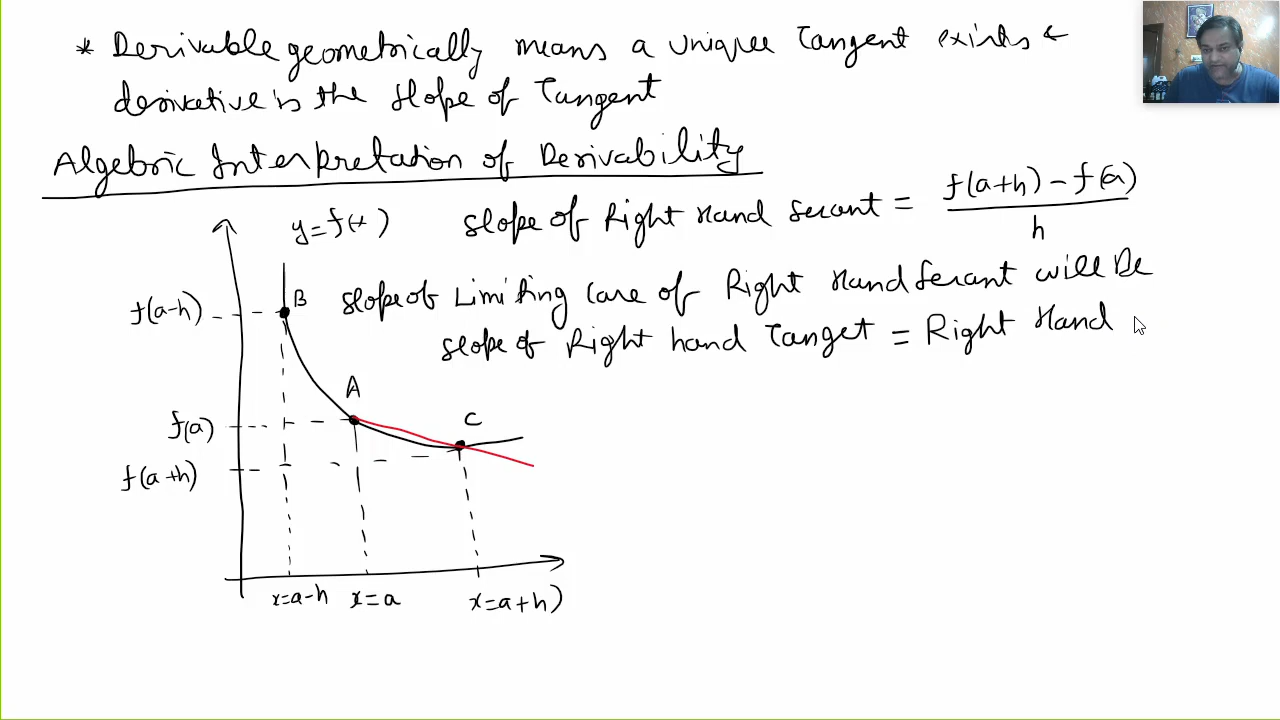 * Derivable geometrically means a unique Tangent exists &
derivative is the slope of Tangent
Algebric Interpretation of Derivability
y=f(x)
slope of Right Hand Secant = f(a+h) - f(a) / h
slope of Limiting Case of Right Hand Secant will be
slope of Right hand Tanget = Right Hand
f(a-h)
B
A
C
f(a)
f(a+h)
x=a-h x=a x=a+h)